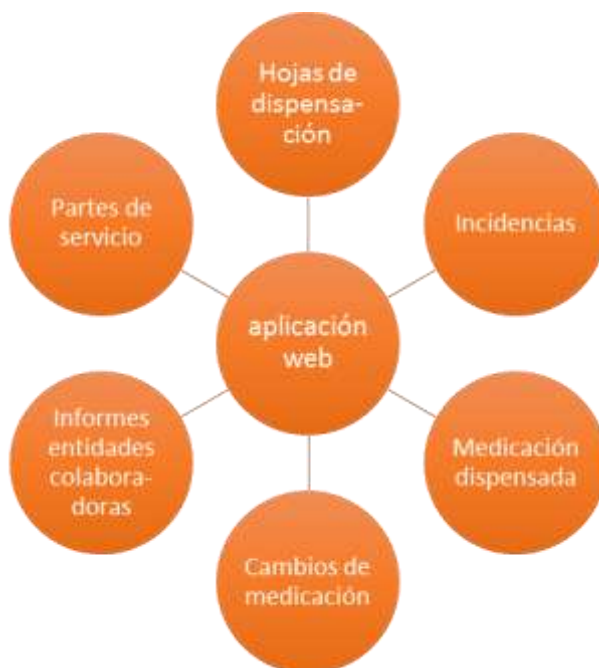 Hojas de
dispensa-
ción
Partes de
servicio
Incidencias
aplicación
web
Informes
entidades
colabora-
doras
Medicación
dispensada
Cambios de
medicación